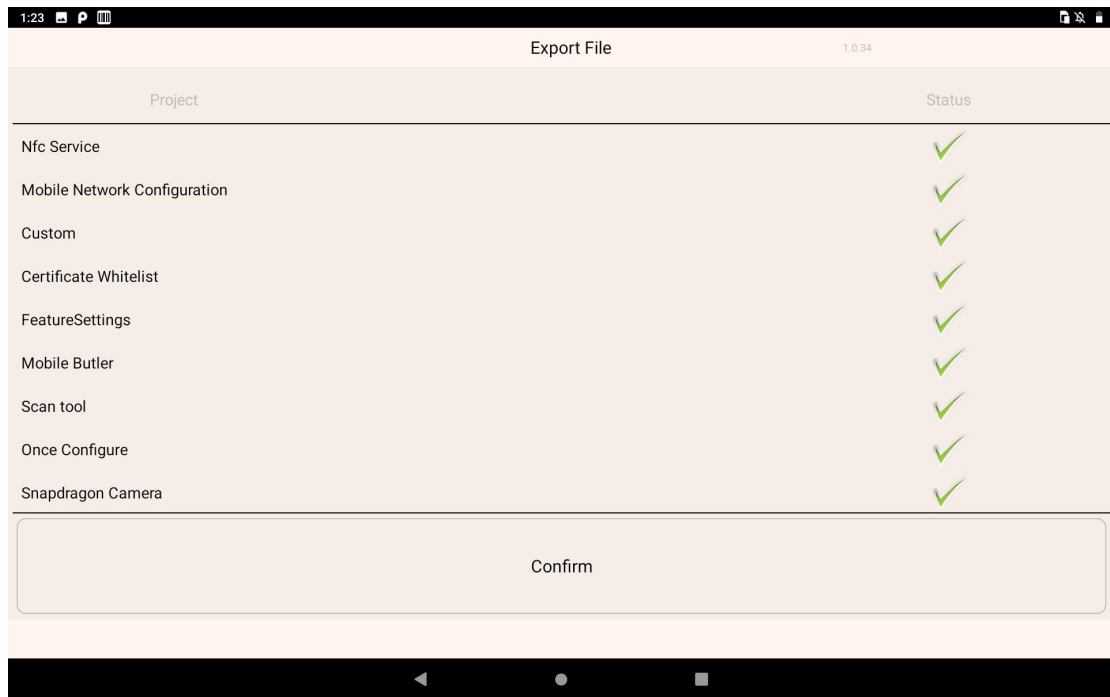 1:23
Export File 1.0.34
Project Status
Nfc Service
Mobile Network Configuration
Custom
Certificate Whitelist
FeatureSettings
Mobile Butler
Scan tool
Once Configure
Snapdragon Camera
Confirm